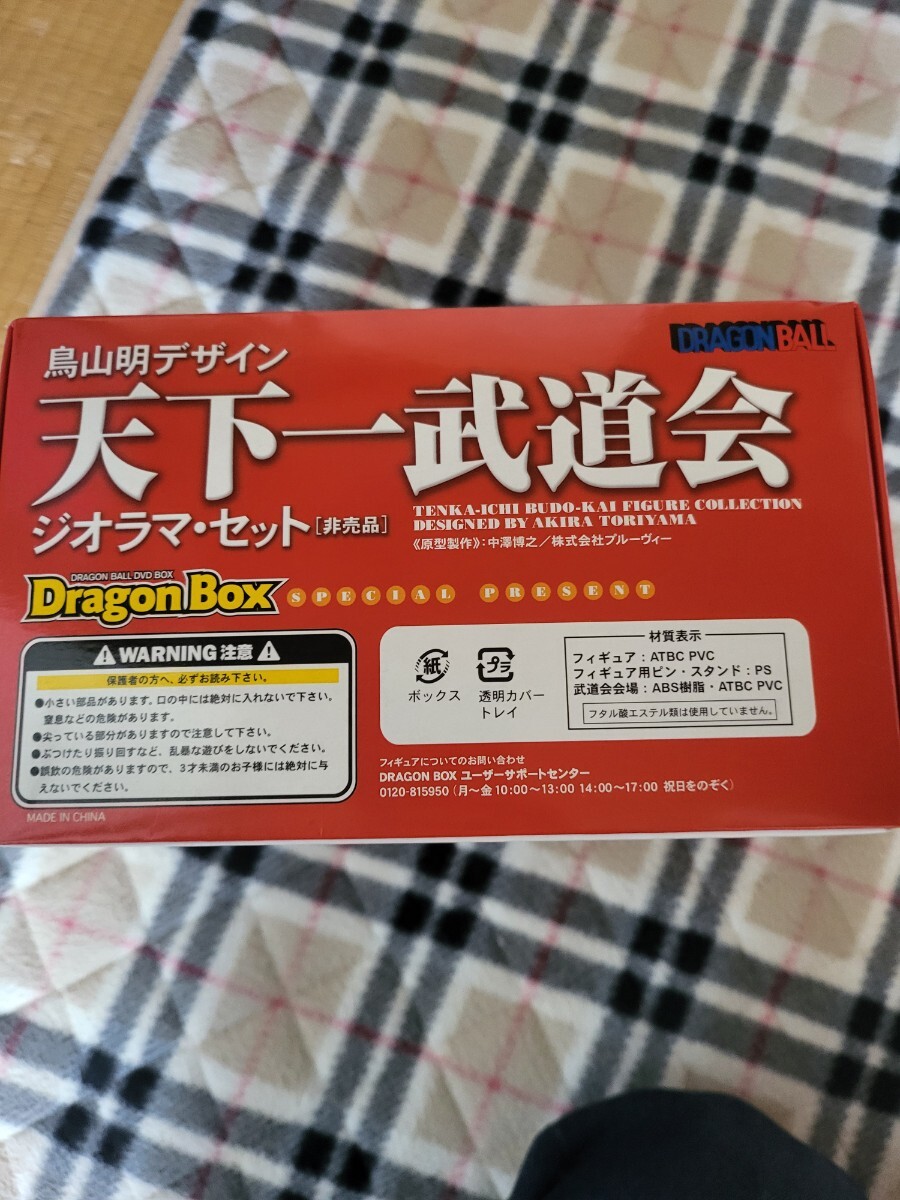 鳥山明デザイン
DRAGONBALL
天下一武道会
ジオラマ・セット［非売品］
TENKA-ICHI BUDO-KAI FIGURE COLLECTION
DESIGNED BY AKIRA TORIYAMA
《原型製作》：中澤博之／株式会社ブルーヴィー
DRAGON BALL DVD BOX
Dragon Box
SPECIAL PRESENT
WARNING 注意
保護者の方へ、必ずお読み下さい。
●小さい部品があります。口の中には絶対に入れないで下さい。
窒息などの危険があります。
●尖っている部分がありますので注意して下さい。
●ぶつけたり振り回すなど、乱暴な遊びをしないでください。
●誤飲の危険がありますので、3才未満のお子様には絶対に与
えないでください。
MADE IN CHINA
紙
ボックス
プラ
透明カバー
トレイ
材質表示
フィギュア：ATBC PVC
フィギュア用ピン・スタンド：PS
武道会会場：ABS樹脂・ATBC PVC
フタル酸エステル類は使用していません。
フィギュアについてのお問い合わせ
DRAGON BOX ユーザーサポートセンター
0120-815950（月〜金 10:00〜13:00 14:00〜17:00 祝日をのぞく）